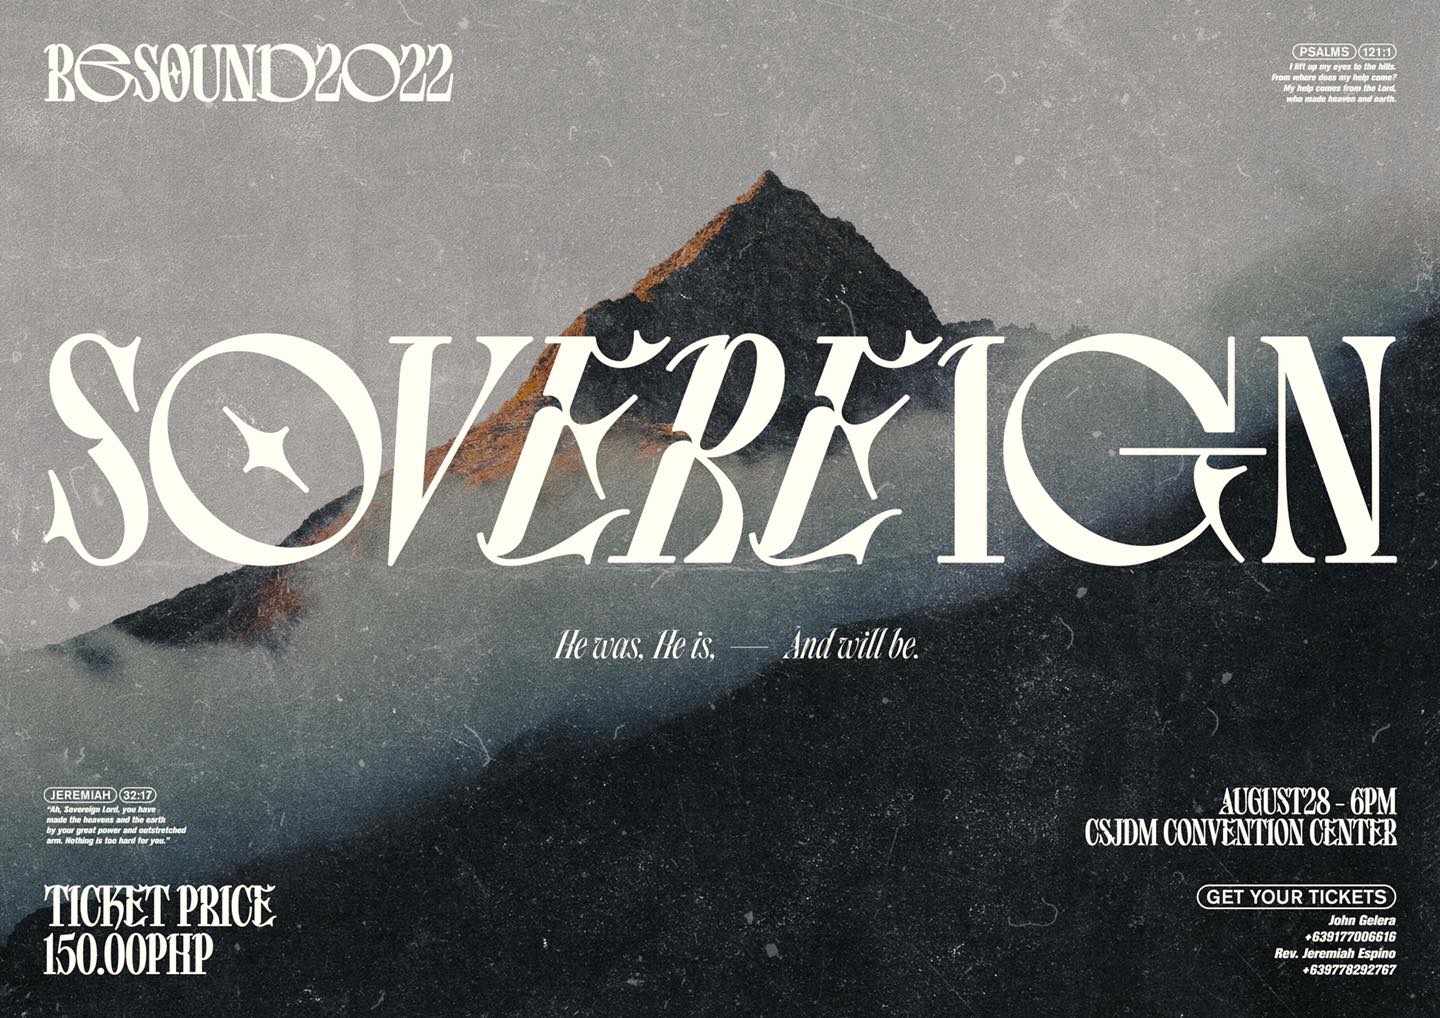 RESOUND2022
PSALMS 121:1
I lift up my eyes to the hills.
From where does my help come?
My help comes from the Lord,
who made heaven and earth.
SOVEREIGN
He was, He is, — And will be.
JEREMIAH 32:17
"Ah, Sovereign Lord, you have
made the heavens and the earth
by your great power and outstretched
arm. Nothing is too hard for you."
TICKET PRICE
150.00PHP
AUGUST28 - 6PM
CSJDM CONVENTION CENTER
GET YOUR TICKETS
John Gelera
+639177006616
Rev. Jeremiah Espino
+639778292767